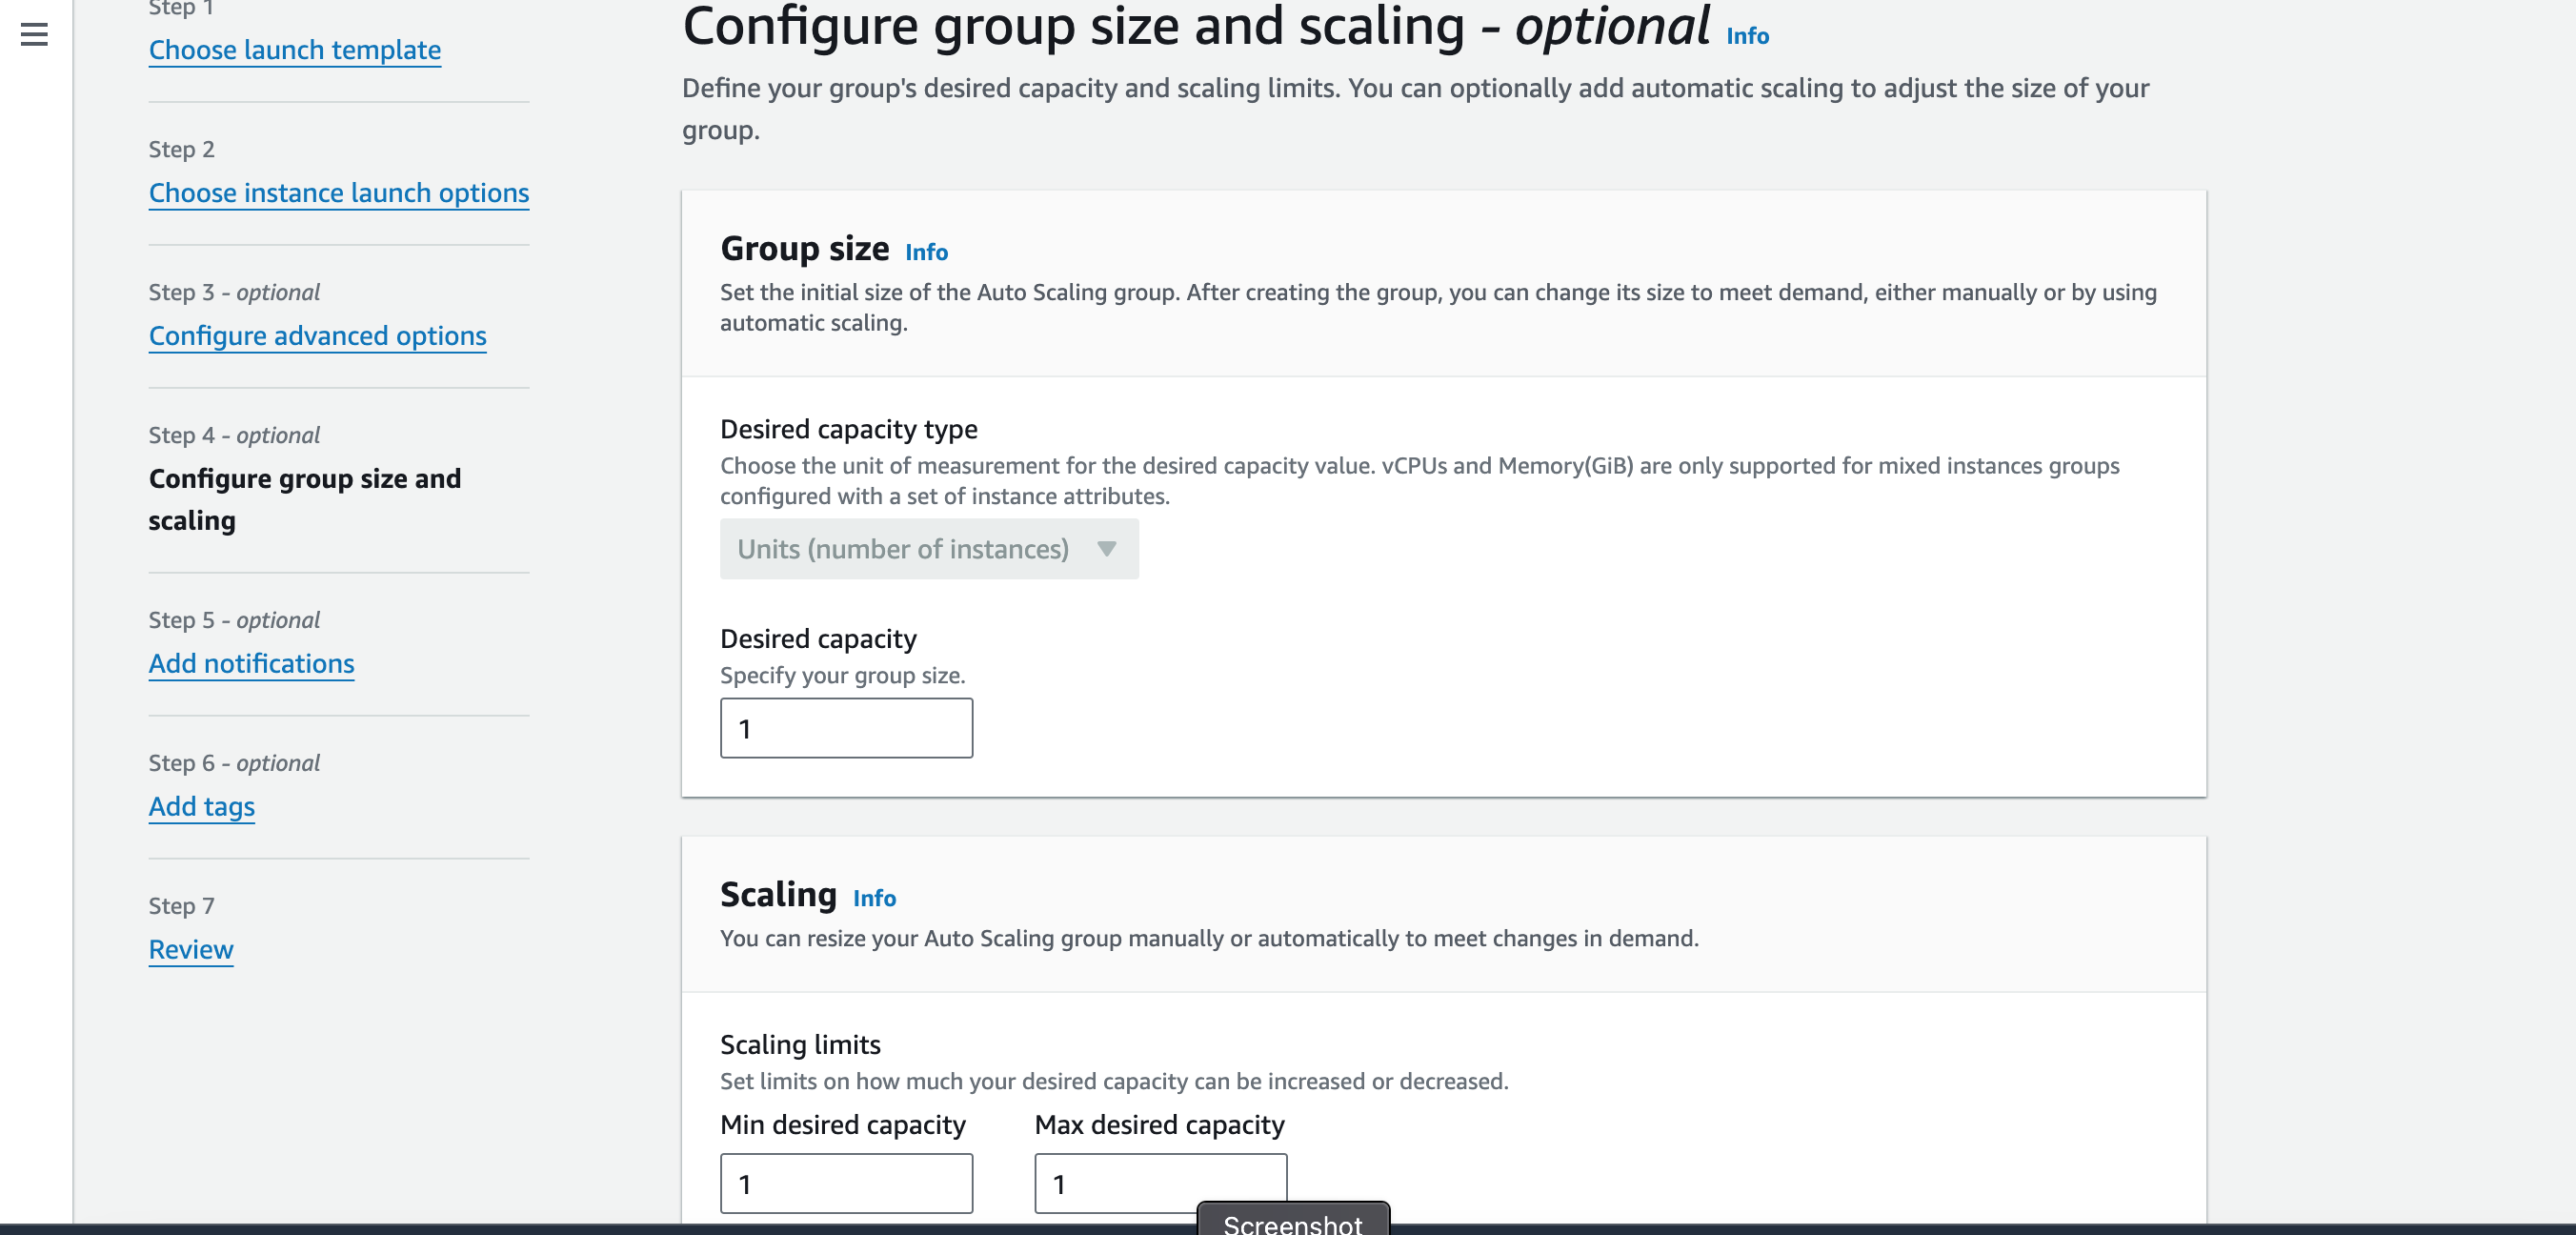 Step 1
Choose launch template
Step 2
Choose instance launch options
Step 3 - optional
Configure advanced options
Step 4 - optional
Configure group size and
scaling
Step 5 - optional
Add notifications
Step 6 - optional
Add tags
Step 7
Review
Configure group size and scaling - optional Info
Define your group's desired capacity and scaling limits. You can optionally add automatic scaling to adjust the size of your
group.
Group size Info
Set the initial size of the Auto Scaling group. After creating the group, you can change its size to meet demand, either manually or by using
automatic scaling.
Desired capacity type
Choose the unit of measurement for the desired capacity value. vCPUs and Memory(GiB) are only supported for mixed instances groups
configured with a set of instance attributes.
Units (number of instances)
Desired capacity
Specify your group size.
1
Scaling Info
You can resize your Auto Scaling group manually or automatically to meet changes in demand.
Scaling limits
Set limits on how much your desired capacity can be increased or decreased.
Min desired capacity Max desired capacity
1 1
Screenshot